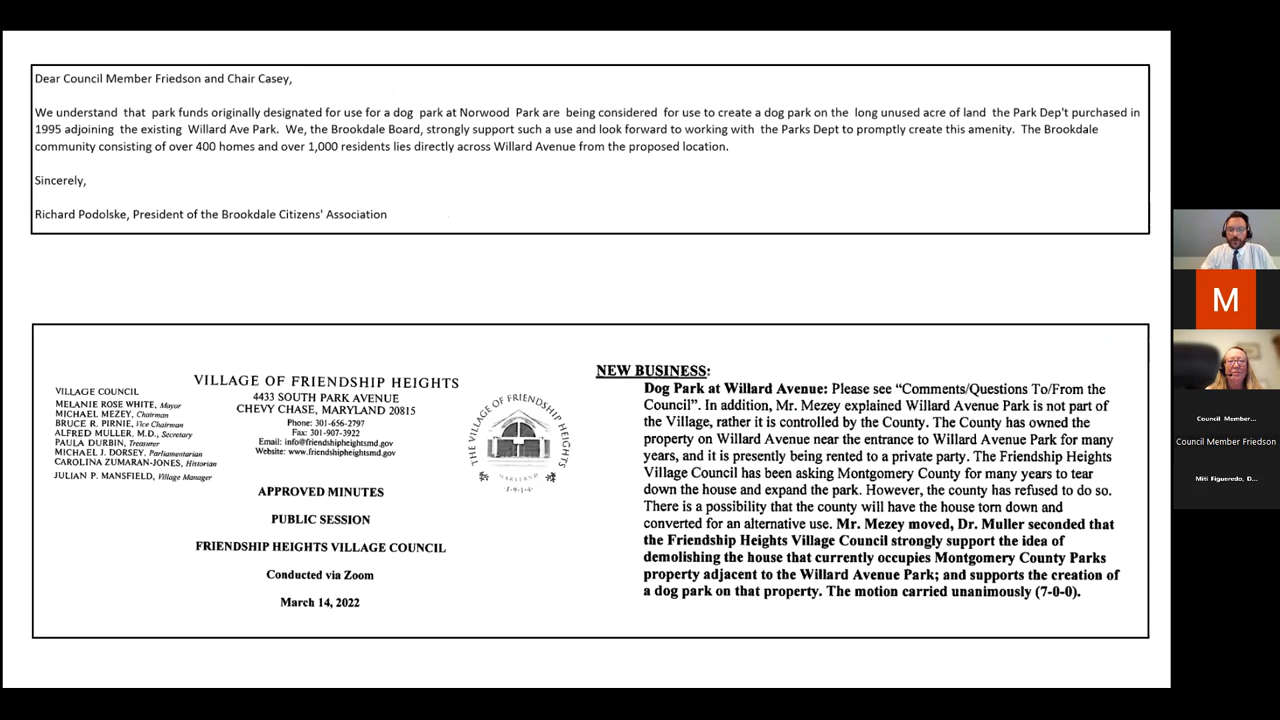 Dear Council Member Friedson and Chair Casey,
We understand that park funds originally designated for use for a dog park at Norwood Park are being considered for use to create a dog park on the long unused acre of land the Park Dep't purchased in
1995 adjoining the existing Willard Ave Park. We, the Brookdale Board, strongly support such a use and look forward to working with the Parks Dept to promptly create this amenity. The Brookdale
community consisting of over 400 homes and over 1,000 residents lies directly across Willard Avenue from the proposed location.
Sincerely,
Richard Podolske, President of the Brookdale Citizens' Association
VILLAGE COUNCIL
MELANIE ROSE WHITE, Mayor
MICHAEL MEZEY, Chairman
BRUCE R. PIRNIE, Vice Chairman
ALFRED MULLER, M.D., Secretary
PAULA DURBIN, Treasurer
MICHAEL J. DORSEY, Parliamentarian
CAROLINA ZUMARAN-JONES, Historian
JULIAN P. MANSFIELD, Village Manager
VILLAGE OF FRIENDSHIP HEIGHTS
4433 SOUTH PARK AVENUE
CHEVY CHASE, MARYLAND 20815
Phone: 301-656-2797
Fax: 301-907-3922
Email: info@friendshipheightsmd.gov
Website: www.friendshipheightsmd.gov
THE VILLAGE OF FRIENDSHIP HEIGHTS
MARYLAND
1914
APPROVED MINUTES
PUBLIC SESSION
FRIENDSHIP HEIGHTS VILLAGE COUNCIL
Conducted via Zoom
March 14, 2022
NEW BUSINESS:
Dog Park at Willard Avenue: Please see “Comments/Questions To/From the
Council”. In addition, Mr. Mezey explained Willard Avenue Park is not part of
the Village, rather it is controlled by the County. The County has owned the
property on Willard Avenue near the entrance to Willard Avenue Park for many
years, and it is presently being rented to a private party. The Friendship Heights
Village Council has been asking Montgomery County for many years to tear
down the house and expand the park. However, the county has refused to do so.
There is a possibility that the county will have the house torn down and
converted for an alternative use. Mr. Mezey moved, Dr. Muller seconded that
the Friendship Heights Village Council strongly support the idea of
demolishing the house that currently occupies Montgomery County Parks
property adjacent to the Willard Avenue Park; and supports the creation of
a dog park on that property. The motion carried unanimously (7-0-0).
M
Council Member...
Council Member Friedson
Miti Figueredo, D...